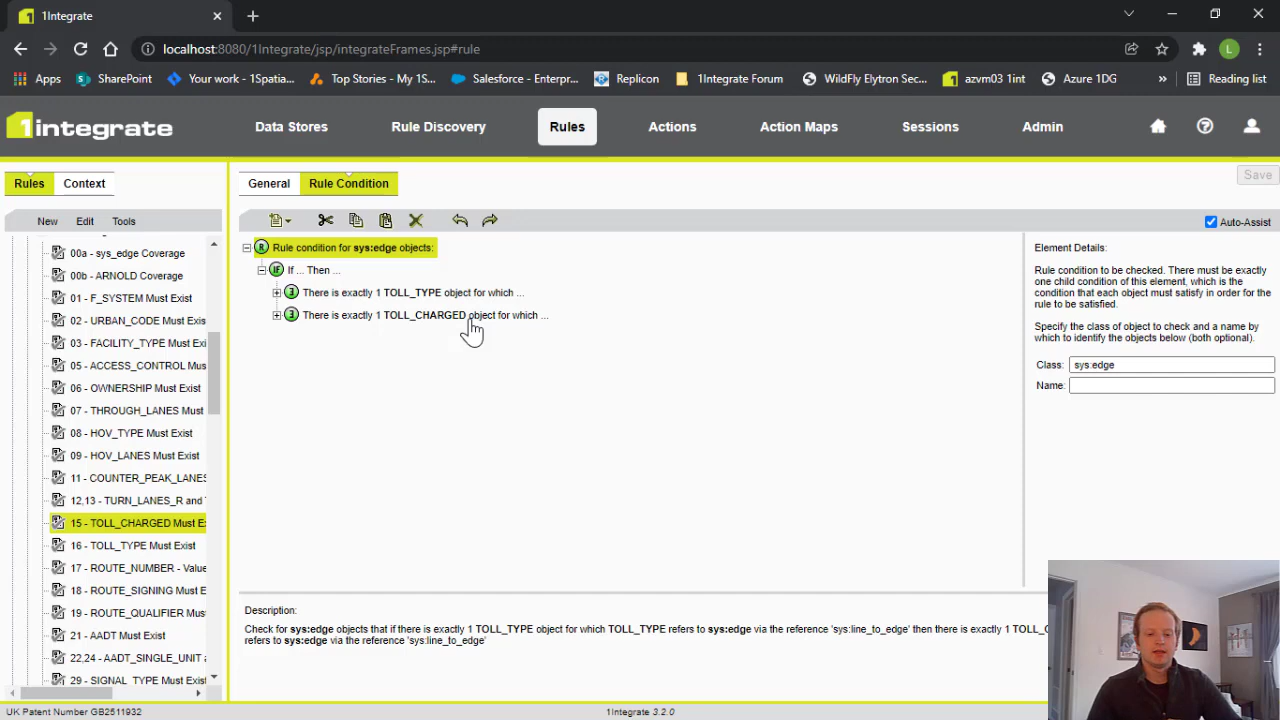 1Integrate
localhost:8080/1Integrate/jsp/integrateFrames.jsp#rule
L
Apps
SharePoint
Your work - 1Spatia...
Top Stories - My 1S...
Salesforce - Enterpr...
Replicon
1Integrate Forum
WildFly Elytron Sec...
azvm03 1int
Azure 1DG
»
Reading list
1integrate
Data Stores
Rule Discovery
Rules
Actions
Action Maps
Sessions
Admin
Rules
Context
General
Rule Condition
Save
New
Edit
Tools
Auto-Assist
00a - sys_edge Coverage
00b - ARNOLD Coverage
01 - F_SYSTEM Must Exist
02 - URBAN_CODE Must Exis
03 - FACILITY_TYPE Must Exi
05 - ACCESS_CONTROL Mus
06 - OWNERSHIP Must Exist
07 - THROUGH_LANES Must
08 - HOV_TYPE Must Exist
09 - HOV_LANES Must Exist
11 - COUNTER_PEAK_LANES
12,13 - TURN_LANES_R and
15 - TOLL_CHARGED Must Ex
16 - TOLL_TYPE Must Exist
17 - ROUTE_NUMBER - Value
18 - ROUTE_SIGNING Must E
19 - ROUTE_QUALIFIER Mus
21 - AADT Must Exist
22,24 - AADT_SINGLE_UNIT a
29 - SIGNAL_TYPE Must Exist
R Rule condition for sys:edge objects:
IF If ... Then ...
There is exactly 1 TOLL_TYPE object for which ...
There is exactly 1 TOLL_CHARGED object for which ...
Element Details:
Rule condition to be checked. There must be exactly
one child condition of this element, which is the
condition that each object must satisfy in order for the
rule to be satisfied.
Specify the class of object to check and a name by
which to identify the objects below (both optional).
Class: sys:edge
Name:
Description:
Check for sys:edge objects that if there is exactly 1 TOLL_TYPE object for which TOLL_TYPE refers to sys:edge via the reference 'sys:line_to_edge' then there is exactly 1 TOLL_C
refers to sys:edge via the reference 'sys:line_to_edge'
UK Patent Number GB2511932
1Integrate 3.2.0